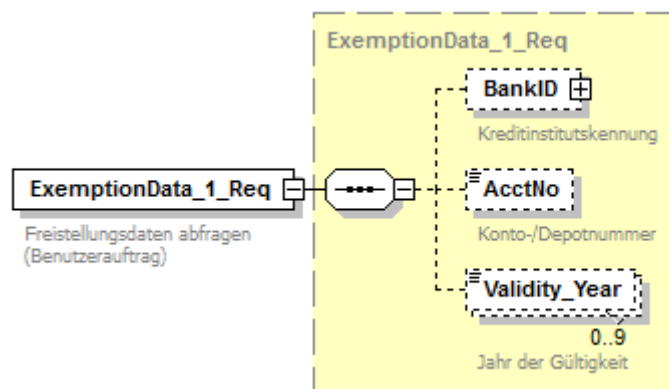 ExemptionData_1_Req
BankID
Kreditinstitutskennung
ExemptionData_1_Req
Freistellungsdaten abfragen
(Benutzerauftrag)
AcctNo
Konto-/Depotnummer
Validity_Year
0..9
Jahr der Gültigkeit